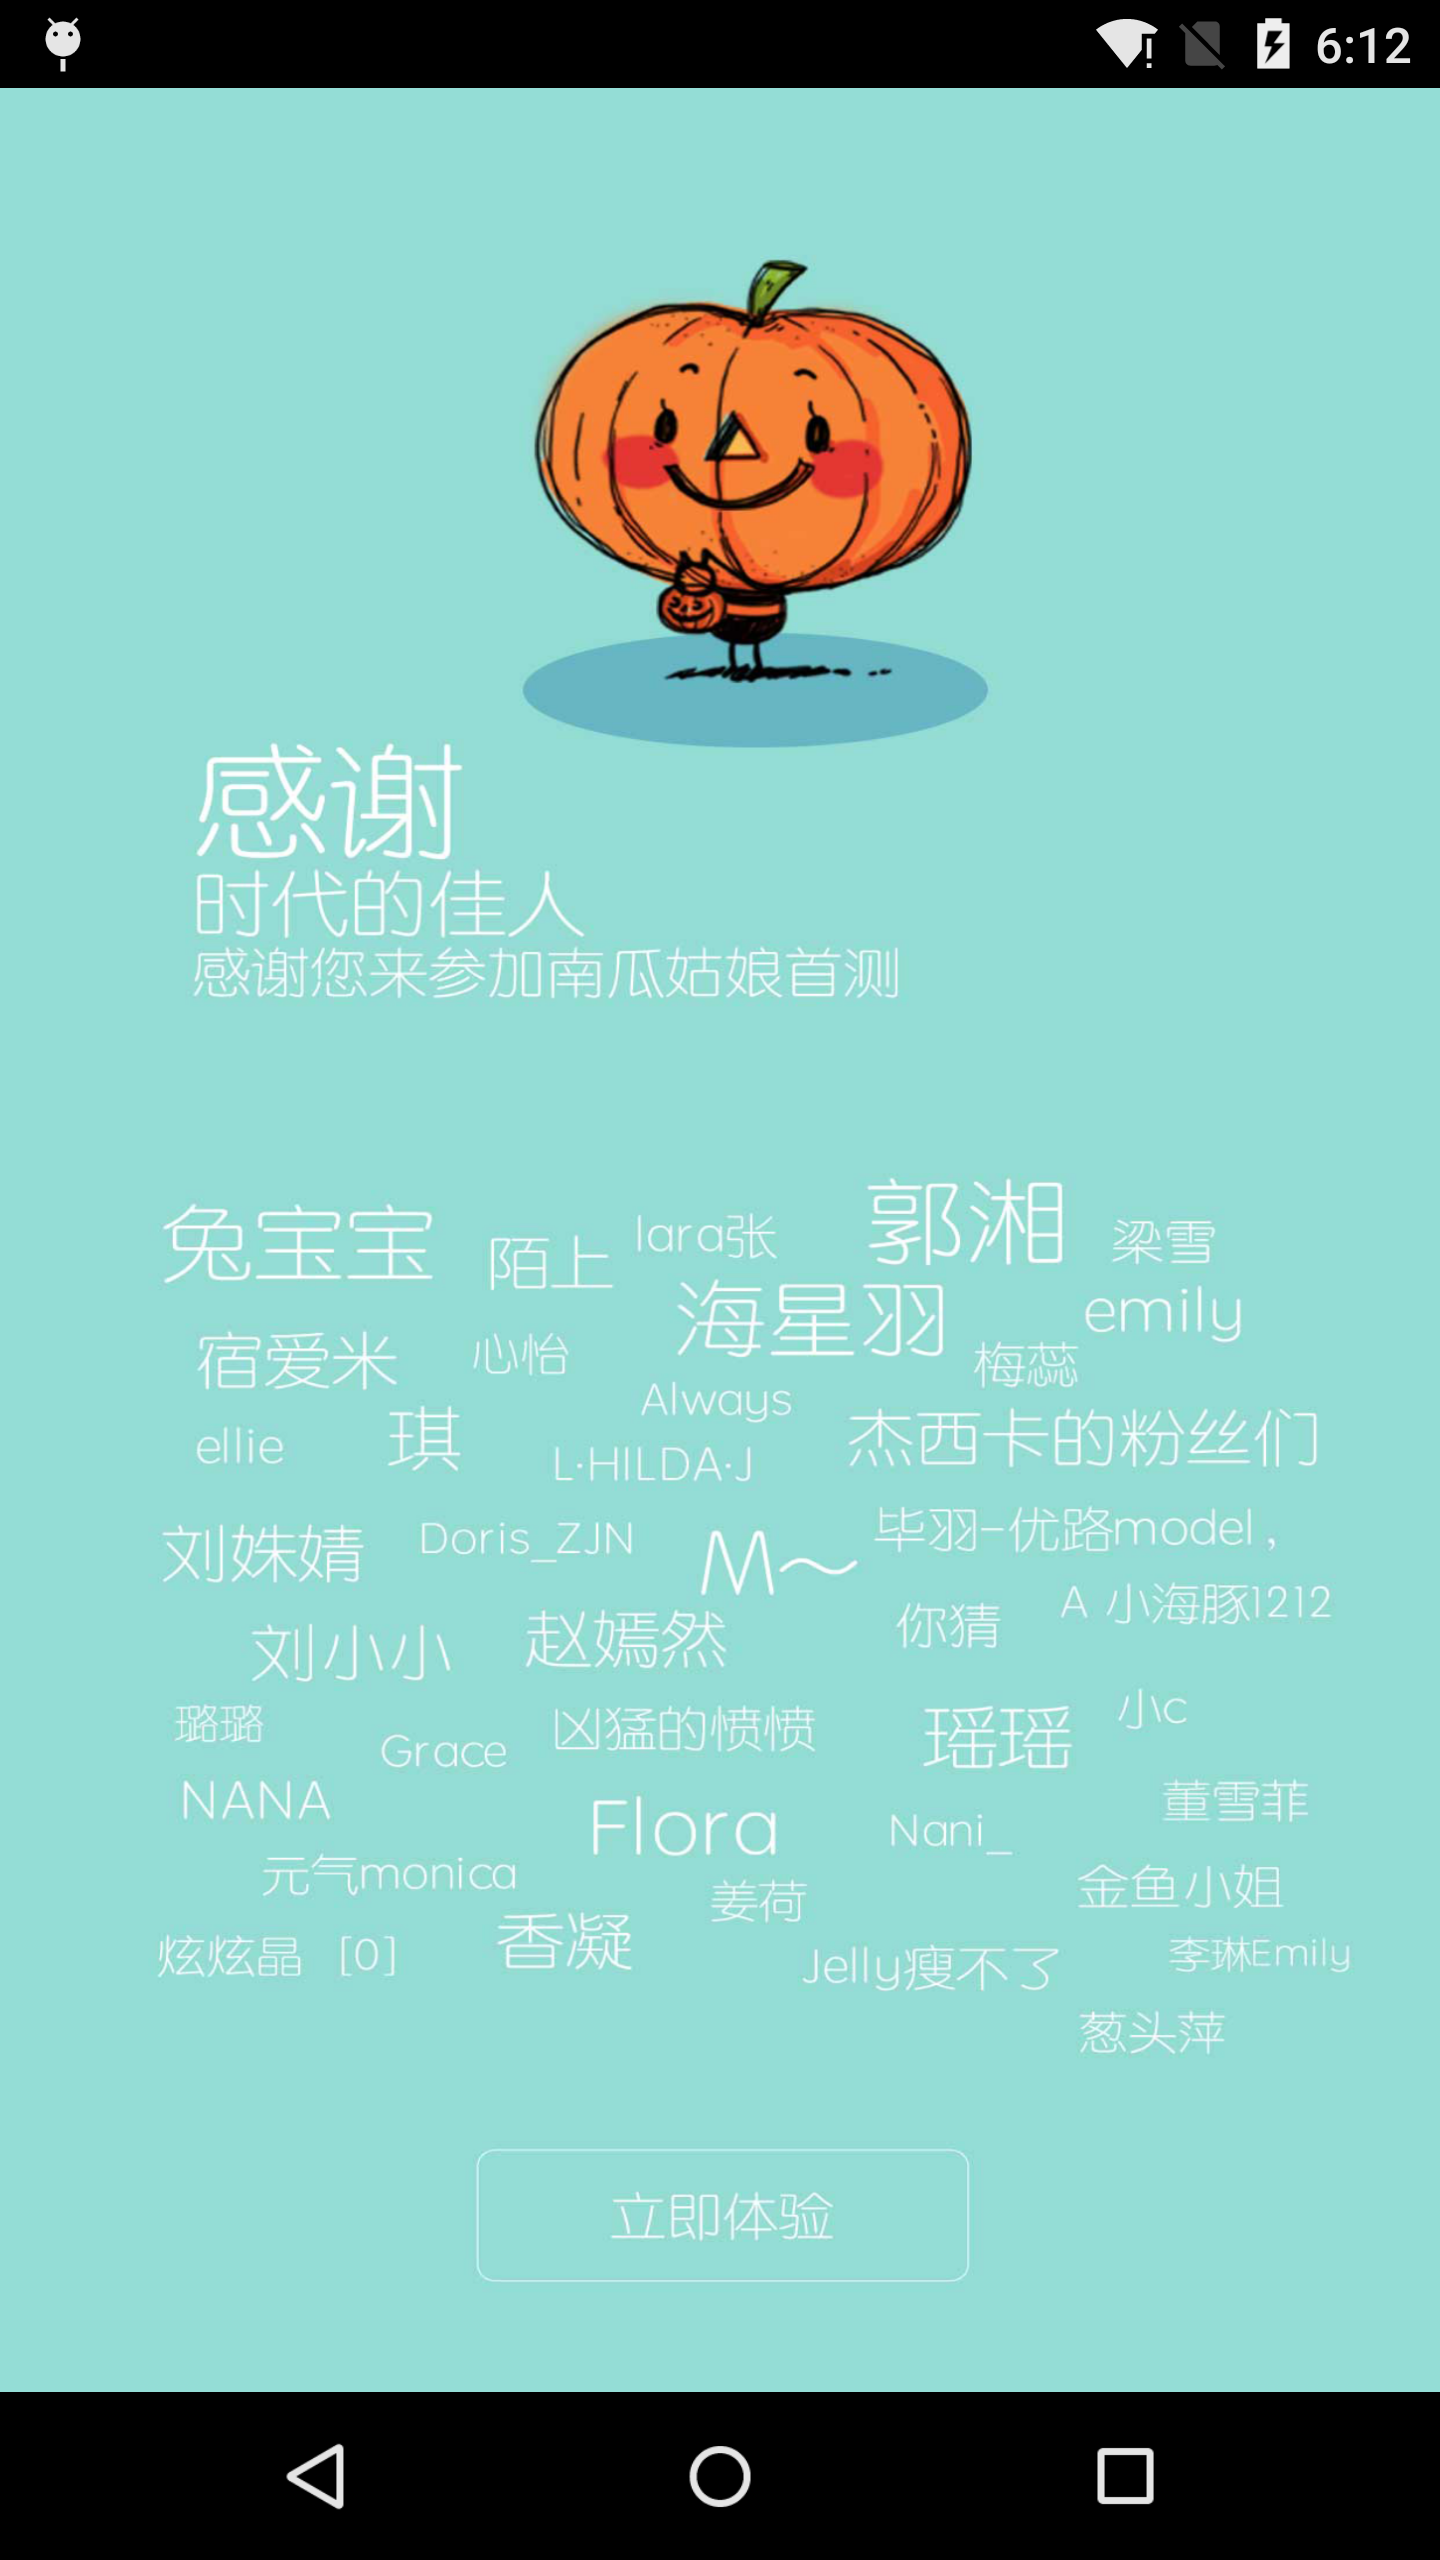 6:12
感谢
时代的佳人
感谢您来参加南瓜姑娘首测
兔宝宝 陌上 lara张 郭湘 梁雪
宿爱米 心怡 海星羽 emily
梅蕊
Always
ellie 琪 L·HILDA·J 杰西卡的粉丝们
刘姝婧 Doris_ZJN M～ 毕羽-优路model，
A 小海豚1212
刘小小 赵嫣然 你猜
璐璐 Grace 凶猛的愤愤 瑶瑶 小c
NANA Flora Nani_ 董雪菲
元气monica 姜荷 金鱼小姐
炫炫晶 [0] 香凝 Jelly瘦不了 李琳Emily
葱头萍
立即体验